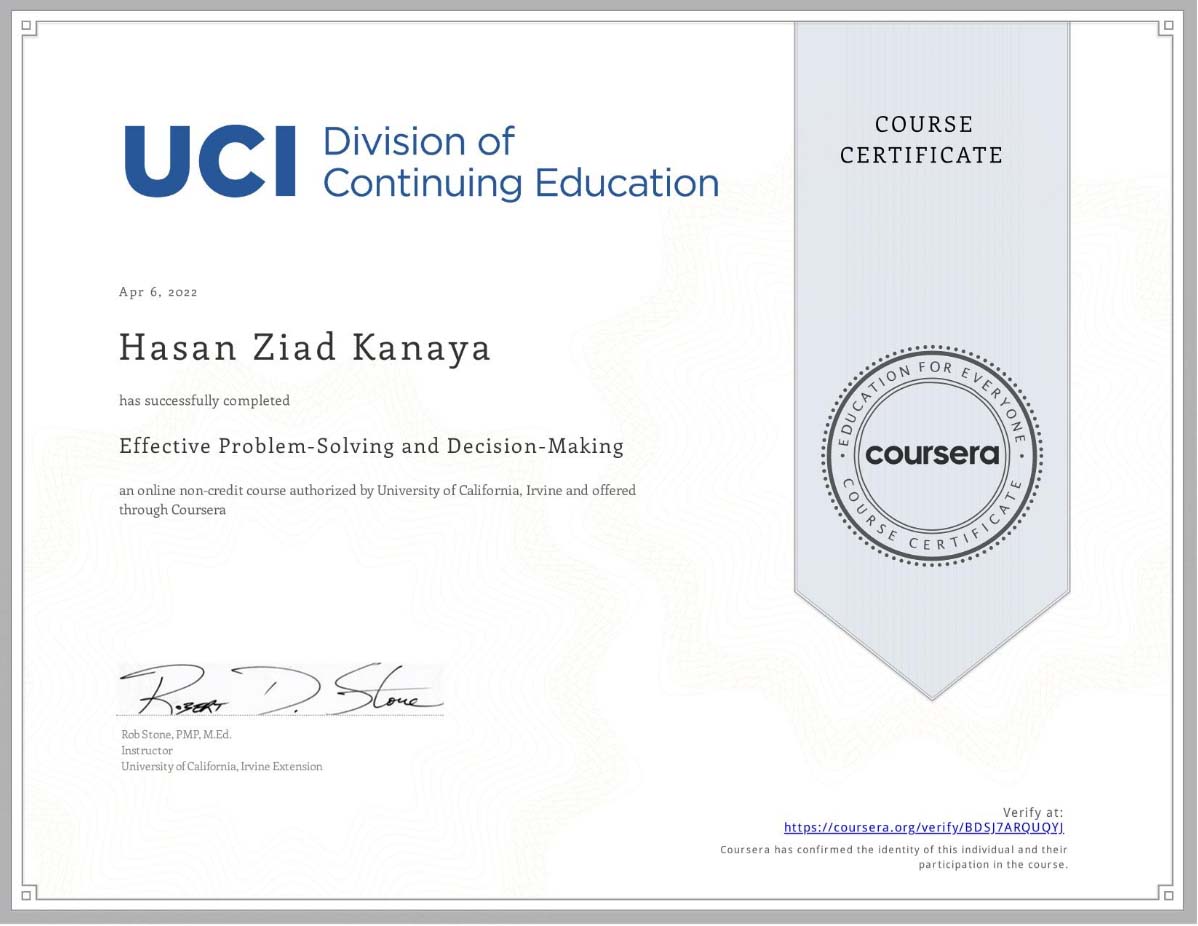 UCI Division of
Continuing Education
COURSE
CERTIFICATE
Apr 6, 2022
Hasan Ziad Kanaya
has successfully completed
Effective Problem-Solving and Decision-Making
an online non-credit course authorized by University of California, Irvine and offered
through Coursera
EDUCATION FOR EVERYONE
coursera
COURSE CERTIFICATE
Robert D. Stone
Rob Stone, PMP, M.Ed.
Instructor
University of California, Irvine Extension
Verify at:
https://coursera.org/verify/BDSJ7ARQUQYJ
Coursera has confirmed the identity of this individual and their
participation in the course.